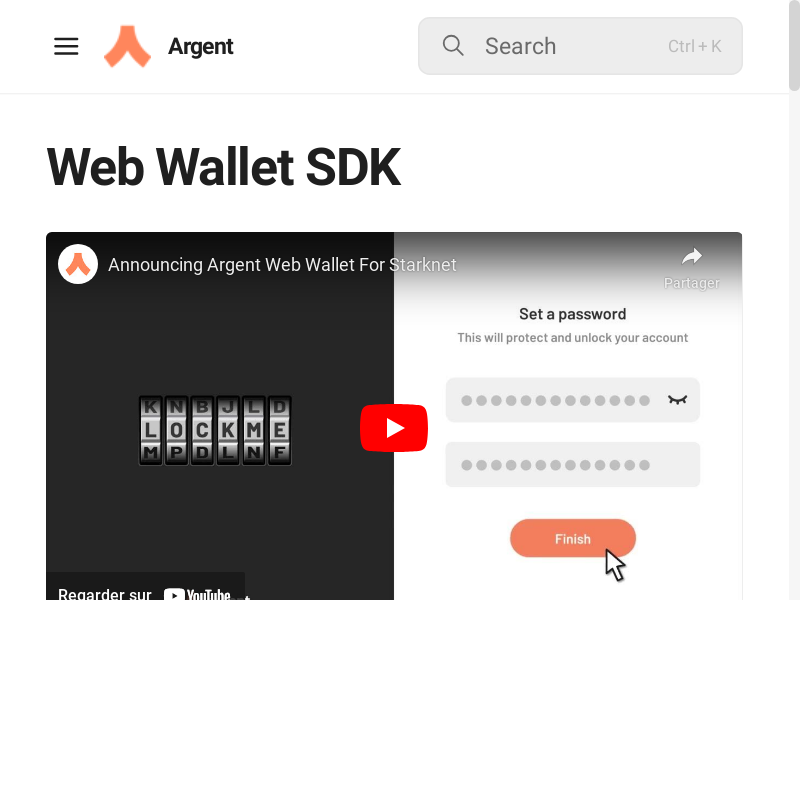 Argent
Search
Ctrl + K
Web Wallet SDK
Announcing Argent Web Wallet For Starknet
Partager
Set a password
This will protect and unlock your account
K N B J L D
L O C K M E
M P D L N F
Finish
Regarder sur YouTube